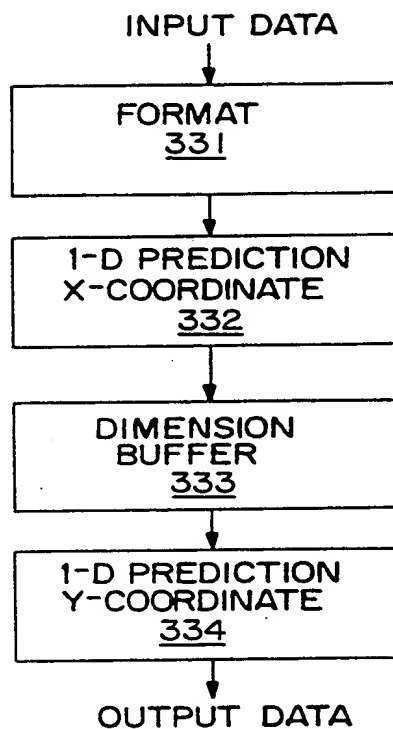 INPUT DATA
FORMAT
331
1-D PREDICTION
X-COORDINATE
332
DIMENSION
BUFFER
333
1-D PREDICTION
Y-COORDINATE
334
OUTPUT DATA